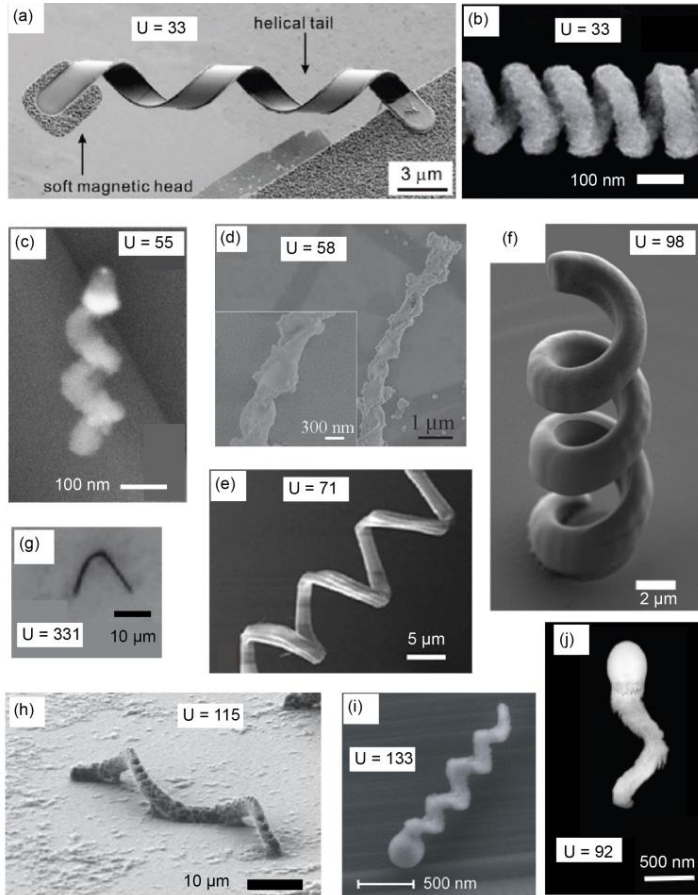 (a)
U = 33
helical tail
soft magnetic head
3 μm
(b)
U = 33
100 nm
(c)
U = 55
100 nm
(d)
U = 58
300 nm
1 μm
(e)
U = 71
5 μm
(f)
U = 98
2 μm
(g)
U = 331
10 μm
(h)
U = 115
10 μm
(i)
U = 133
500 nm
(j)
U = 92
500 nm